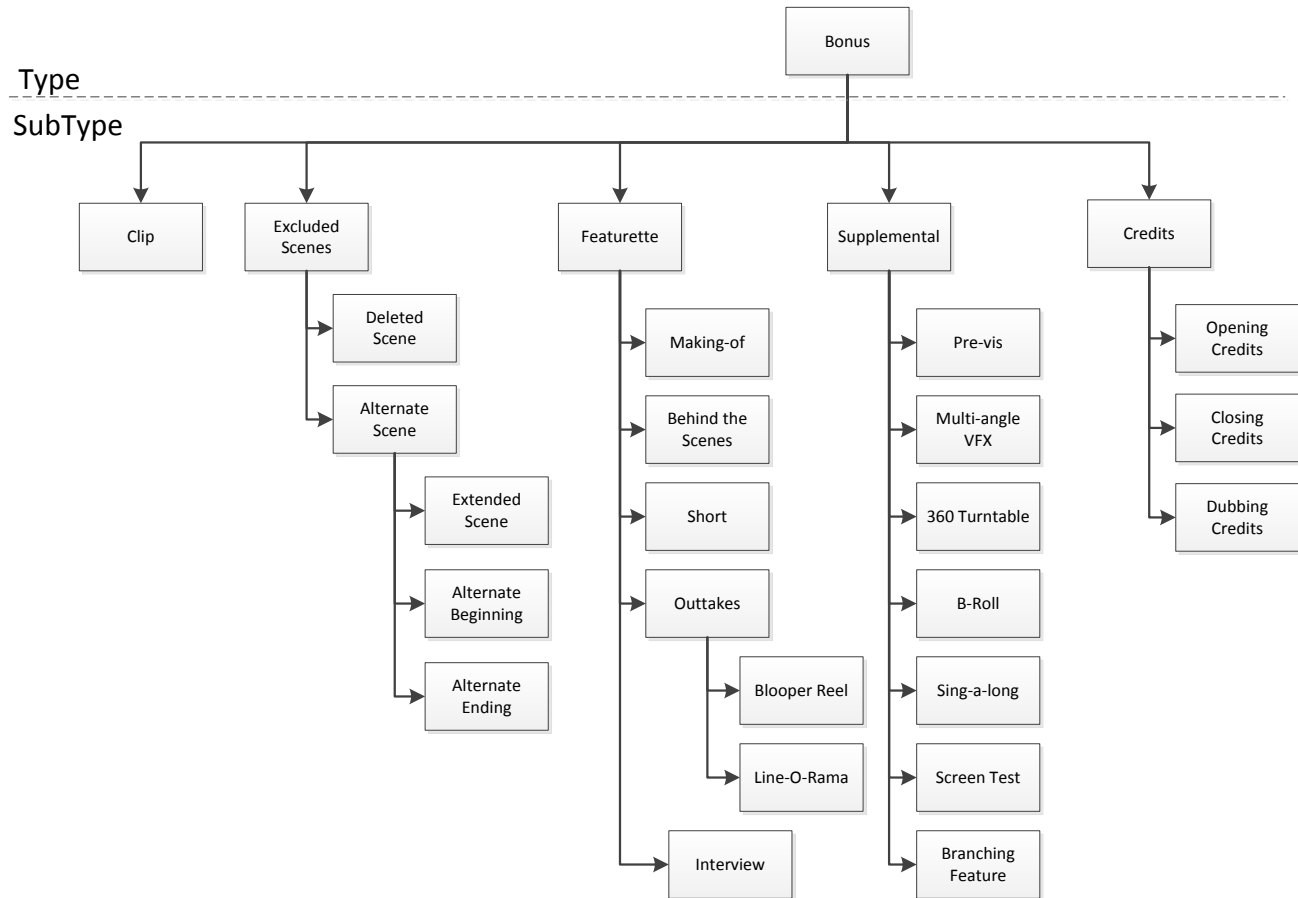 Bonus
Type
SubType
Clip
Excluded
Scenes
Featurette
Supplemental
Credits
Deleted
Scene
Alternate
Scene
Extended
Scene
Alternate
Beginning
Alternate
Ending
Making-of
Behind the
Scenes
Short
Outtakes
Blooper Reel
Line-O-Rama
Interview
Pre-vis
Multi-angle
VFX
360 Turntable
B-Roll
Sing-a-long
Screen Test
Branching
Feature
Opening
Credits
Closing
Credits
Dubbing
Credits